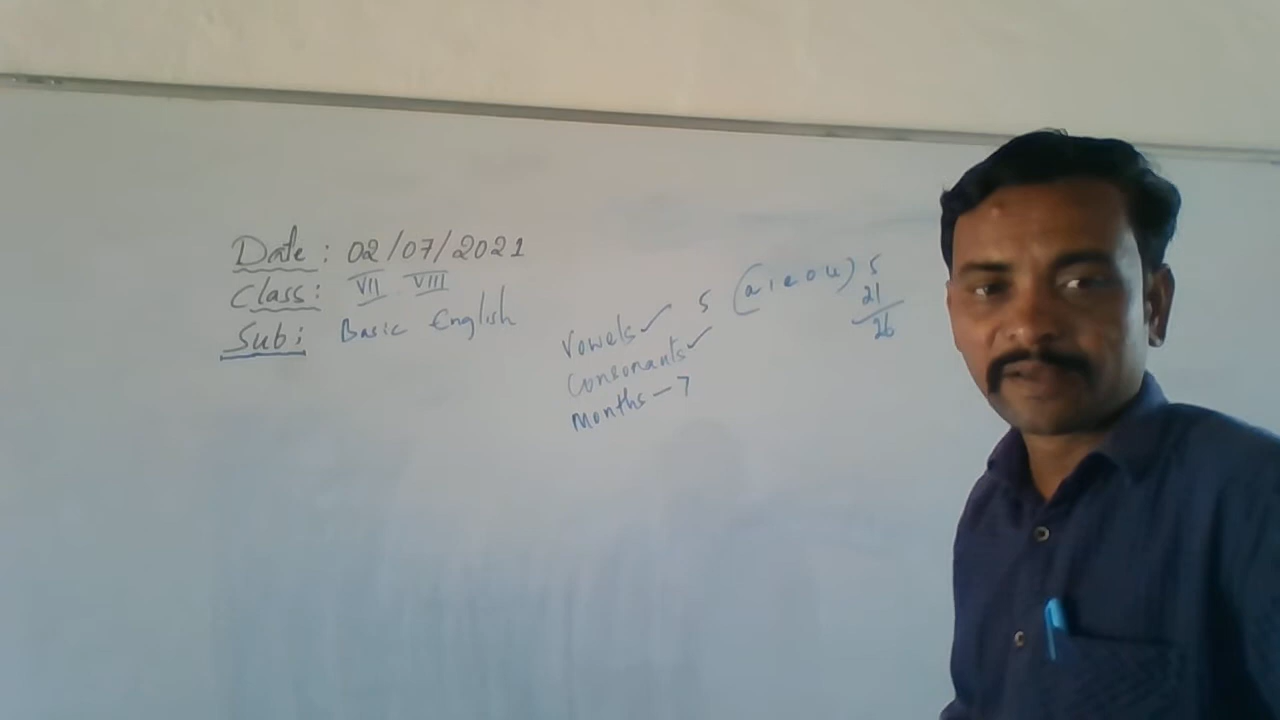 Date: 02/07/2021
Class: VII VIII
Sub: Basic English
Vowels ✓ 5 (a i e o u) 5
21
26
Consonants ✓
Months - 7